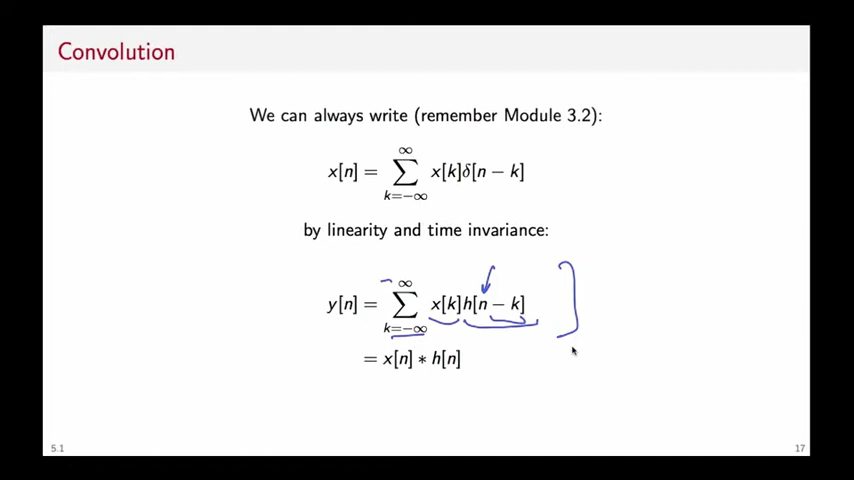 Convolution
We can always write (remember Module 3.2):
x[n] = ∑_{k=−∞}^{∞} x[k]δ[n − k]
by linearity and time invariance:
y[n] = ∑_{k=−∞}^{∞} x[k]h[n − k]
= x[n] ∗ h[n]
5.1 17